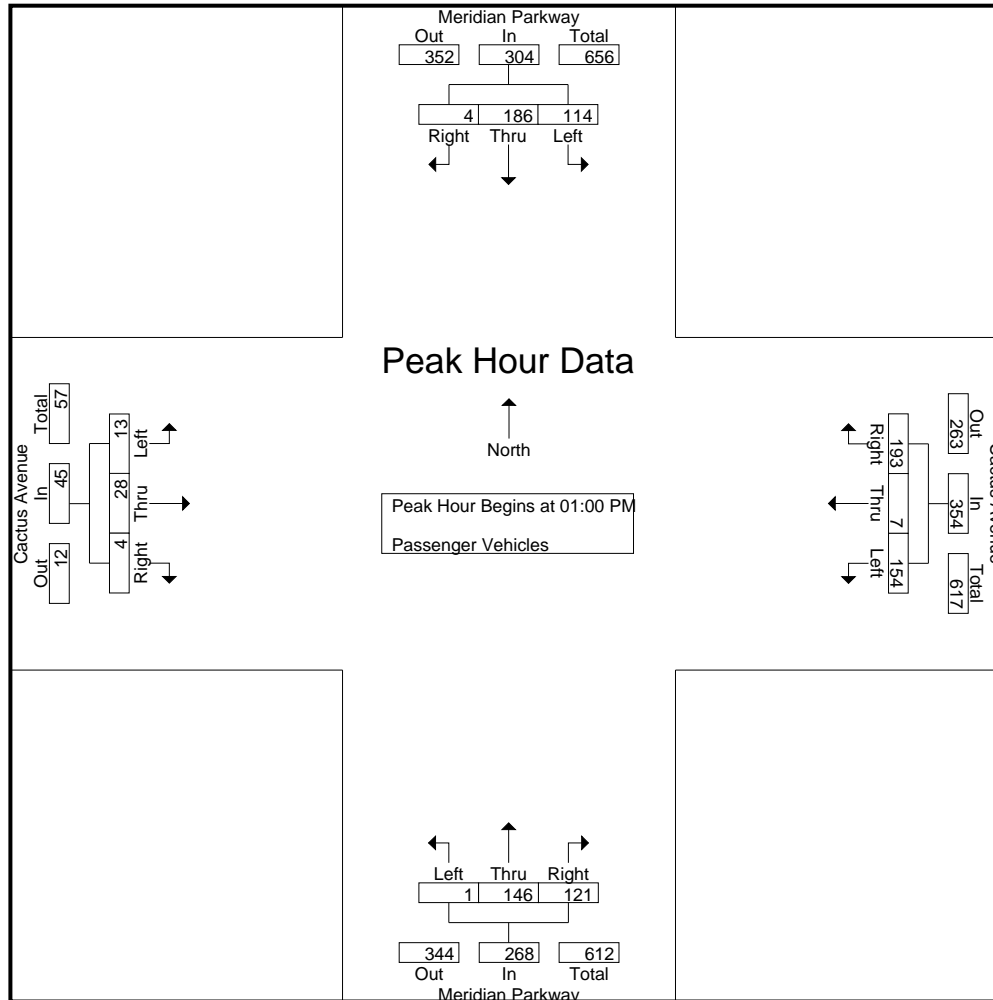 Meridian Parkway
Out In Total
352 304 656
4 186 114
Right Thru Left
Peak Hour Data
North
Peak Hour Begins at 01:00 PM
Passenger Vehicles
Cactus Avenue
Out In Total
12 45 57
13 28 4
Left Thru Right
Out In Total
263 354 617
193 7 154
Right Thru Left
Left Thru Right
1 146 121
344 268 612
Out In Total
Meridian Parkway